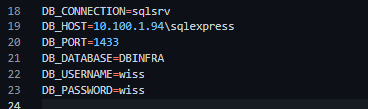 18 DB_CONNECTION=sqlsrv
19 DB_HOST=10.100.1.94\sqlexpress
20 DB_PORT=1433
21 DB_DATABASE=DBINFRA
22 DB_USERNAME=wiss
23 DB_PASSWORD=wiss
24